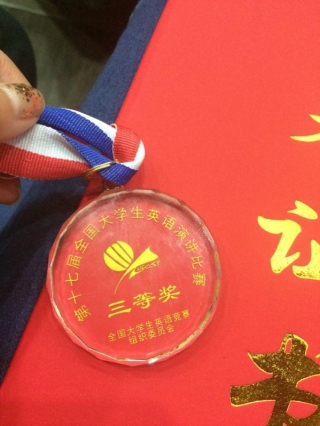 第十七届全国大学生英语演讲比赛
三等奖
全国大学生英语竞赛
组织委员会
证